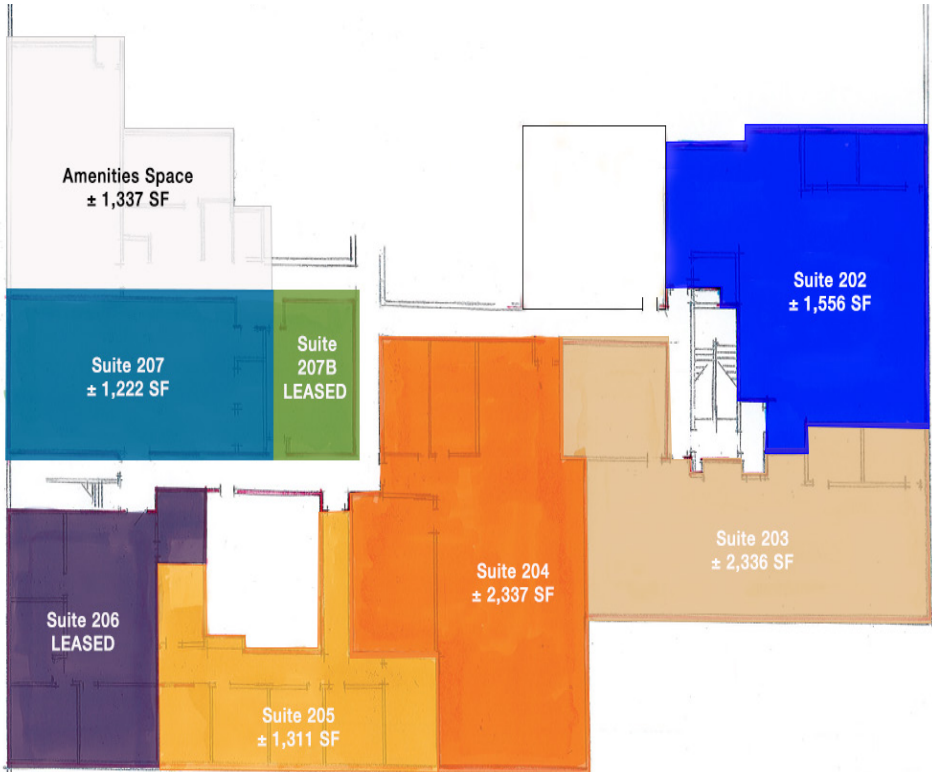 Amenities Space
± 1,337 SF
Suite 202
± 1,556 SF
Suite 207
± 1,222 SF
Suite
207B
LEASED
Suite 203
± 2,336 SF
Suite 204
± 2,337 SF
Suite 206
LEASED
Suite 205
± 1,311 SF